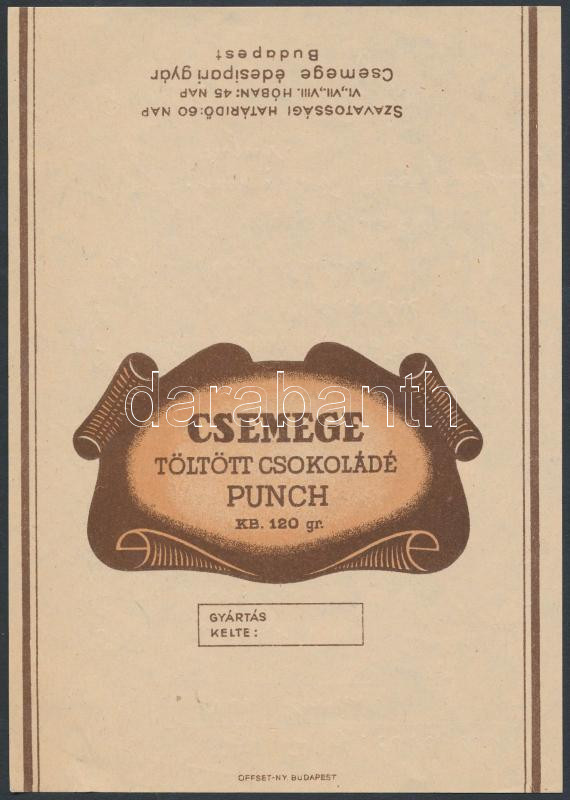 Szavatossági határidő: 60 nap
VI., VII., VIII. hóban: 45 nap
Csemege édesipari gyár
Budapest
darabanth
CSEMEGE
TÖLTÖTT CSOKOLÁDÉ
PUNCH
KB. 120 gr.
GYÁRTÁS
KELTE:
OFFSET-NY. BUDAPEST